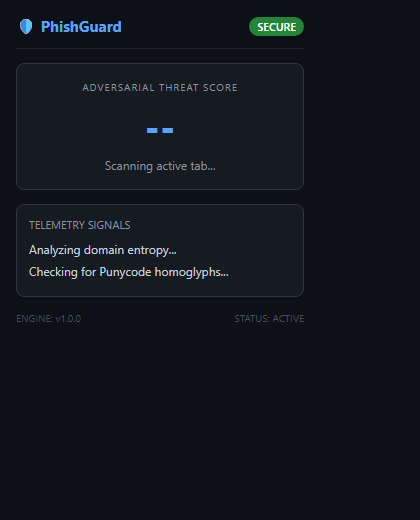 PhishGuard
SECURE
ADVERSARIAL THREAT SCORE
--
Scanning active tab...
TELEMETRY SIGNALS
Analyzing domain entropy...
Checking for Punycode homoglyphs...
ENGINE: v1.0.0
STATUS: ACTIVE